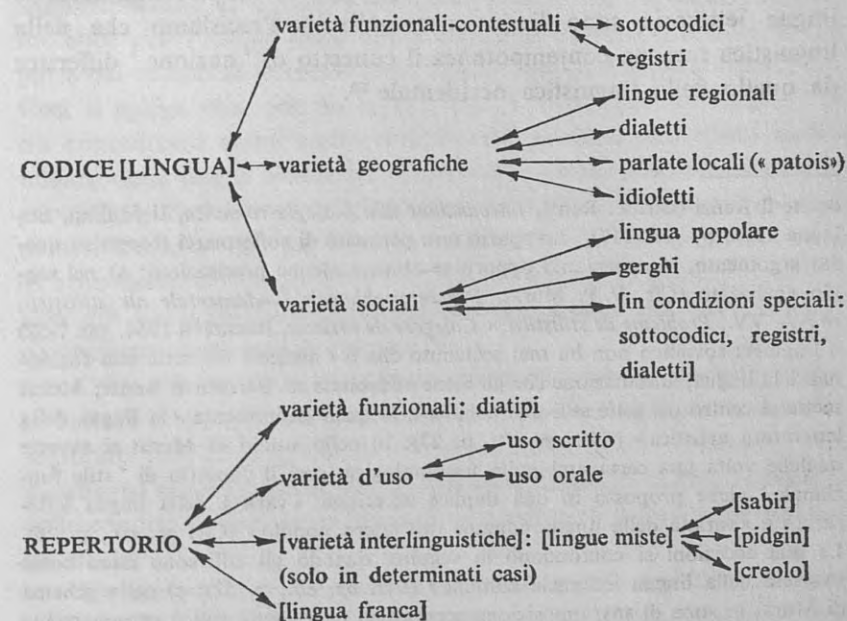 varietà funzionali-contestuali
sottocodici
registri
lingue regionali
dialetti
CODICE [LINGUA]
varietà geografiche
parlate locali (« patois»)
idioletti
lingua popolare
gerghi
varietà sociali
[in condizioni speciali:
sottocodici, registri,
dialetti]
varietà funzionali: diatipi
uso scritto
varietà d'uso
uso orale
[sabir]
REPERTORIO
[varietà interlinguistiche]: [lingue miste]
[pidgin]
(solo in determinati casi)
[creolo]
[lingua franca]